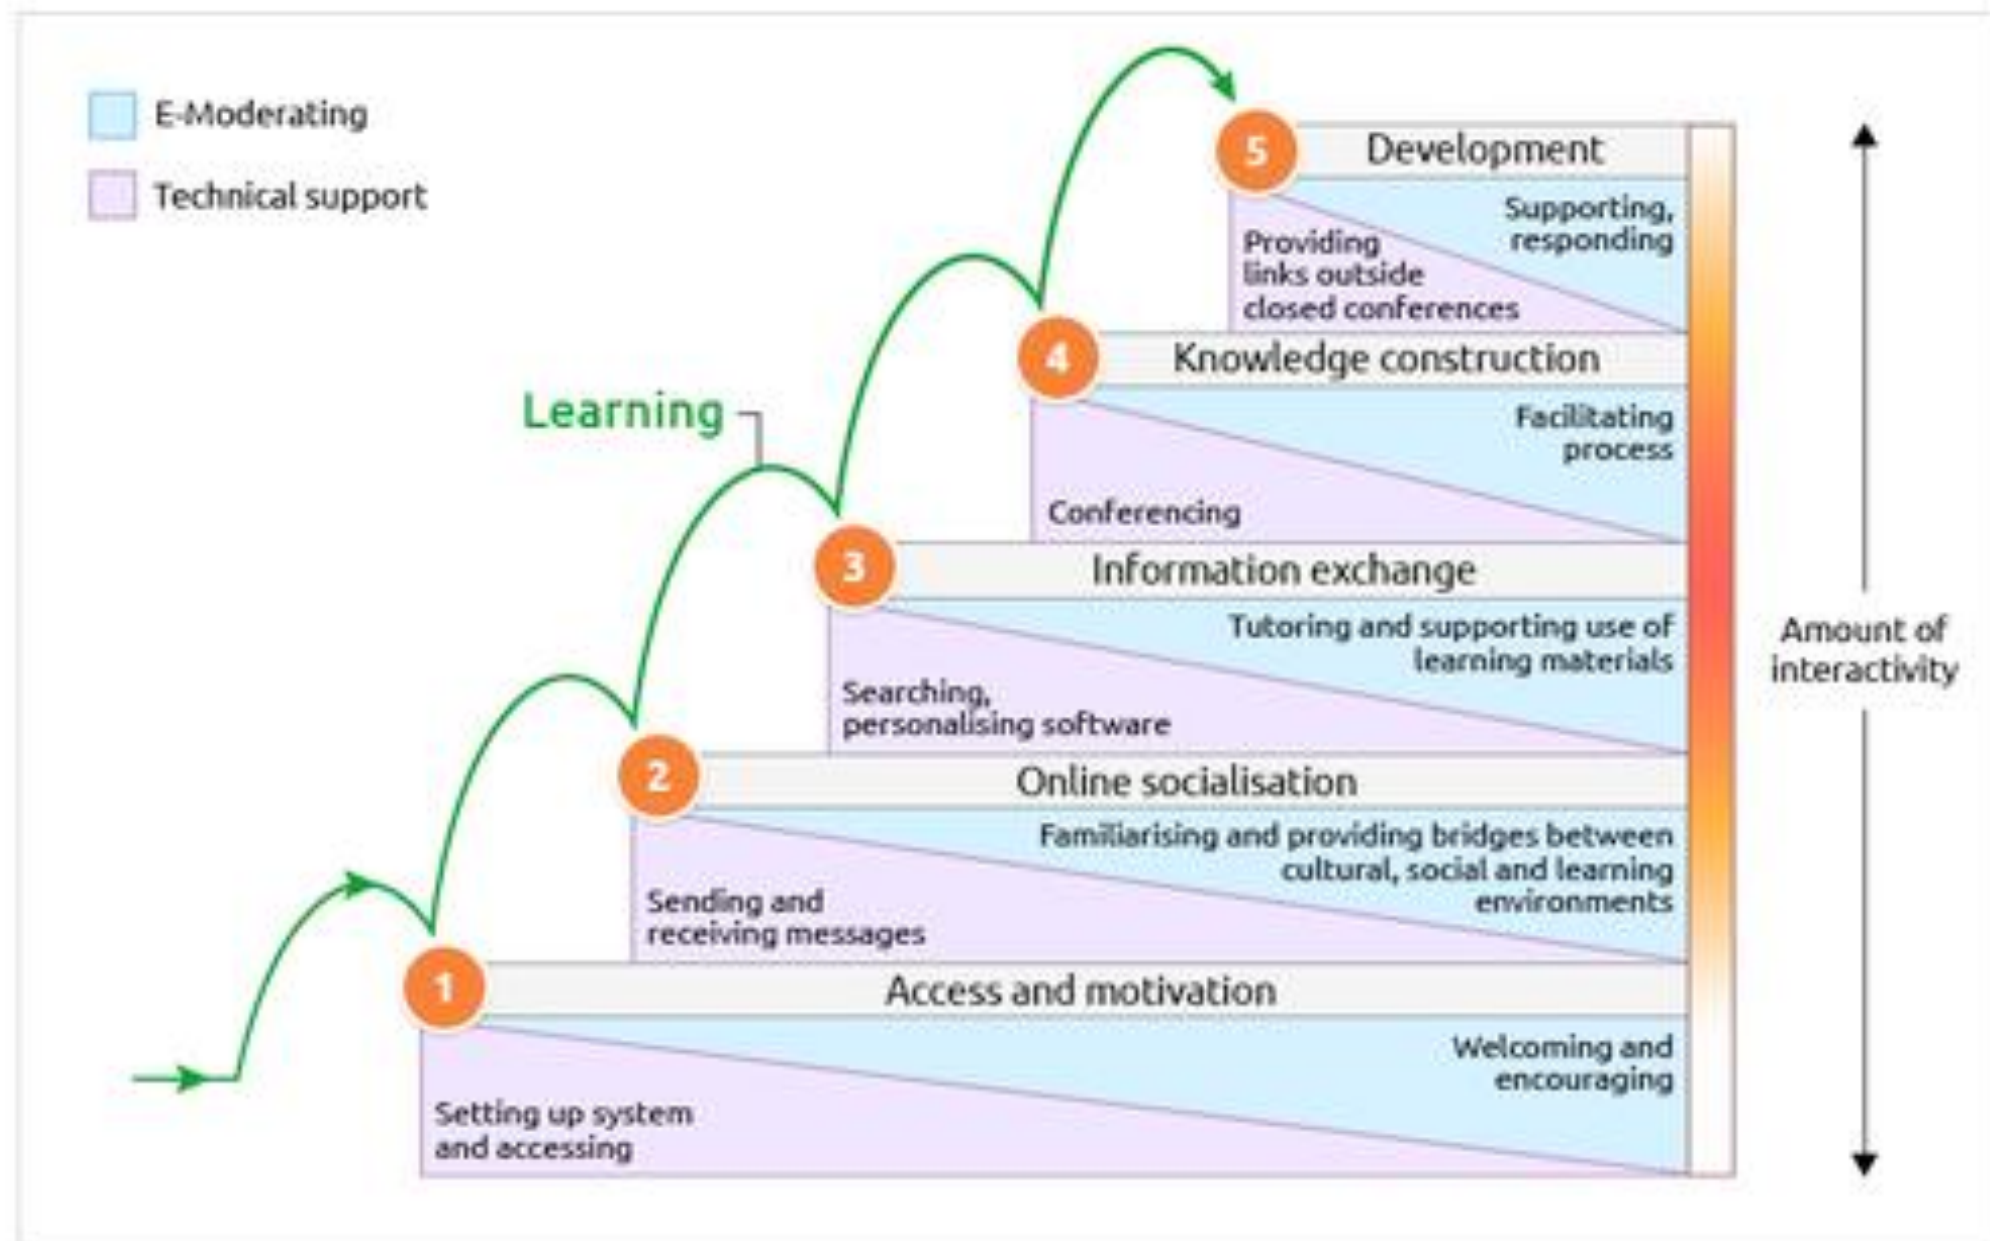 E-Moderating
Technical support
Learning
5
Development
Supporting,
responding
Providing
links outside
closed conferences
4
Knowledge construction
Facilitating
process
Conferencing
3
Information exchange
Tutoring and supporting use of
learning materials
Searching,
personalising software
2
Online socialisation
Familiarising and providing bridges between
cultural, social and learning
environments
Sending and
receiving messages
1
Access and motivation
Welcoming and
encouraging
Setting up system
and accessing
Amount of
interactivity